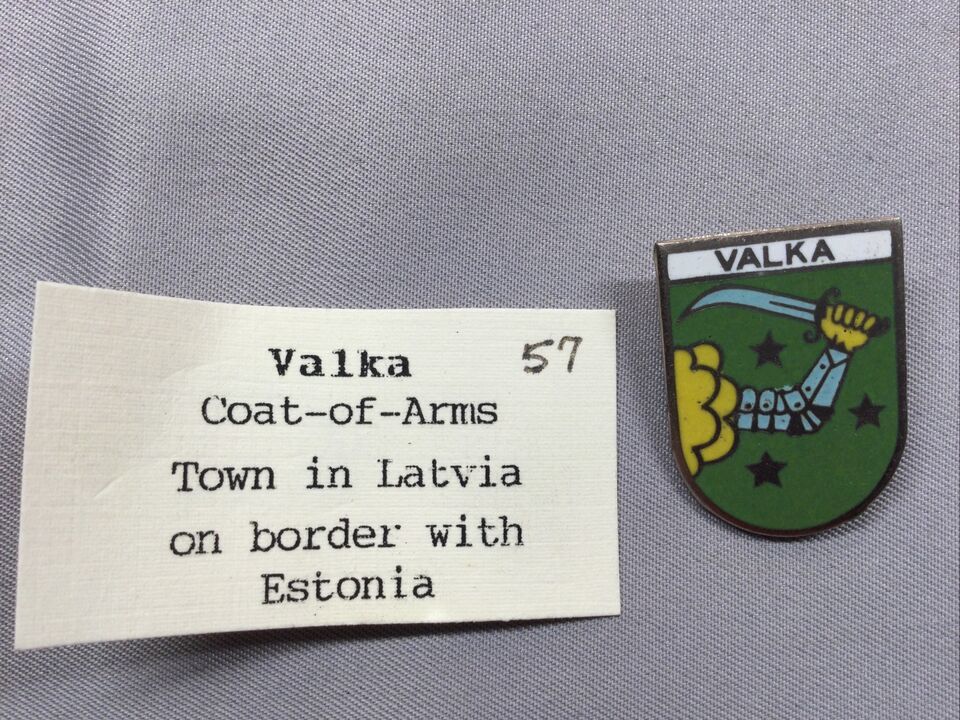 Valka 57
Coat-of-Arms
Town in Latvia
on border with
Estonia
VALKA